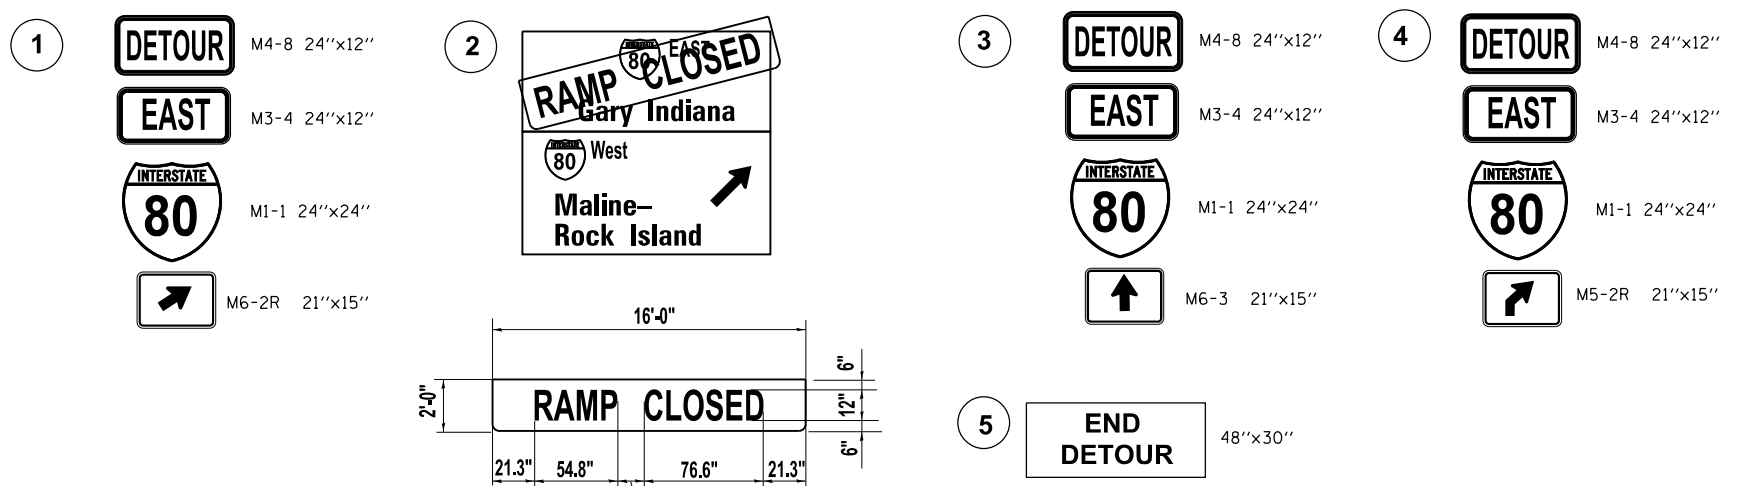 1
DETOUR M4-8 24''x12''
EAST M3-4 24''x12''
INTERSTATE
80 M1-1 24''x24''
M6-2R 21''x15''
2
INTERSTATE
80 EAST
RAMP CLOSED
Gary Indiana
INTERSTATE
80 West
Maline–
Rock Island
16'-0"
2'-0"
RAMP CLOSED
6"
12"
6"
21.3" 54.8" 76.6" 21.3"
3
DETOUR M4-8 24''x12''
EAST M3-4 24''x12''
INTERSTATE
80 M1-1 24''x24''
M6-3 21''x15''
4
DETOUR M4-8 24''x12''
EAST M3-4 24''x12''
INTERSTATE
80 M1-1 24''x24''
M5-2R 21''x15''
5
END
DETOUR 48''x30''